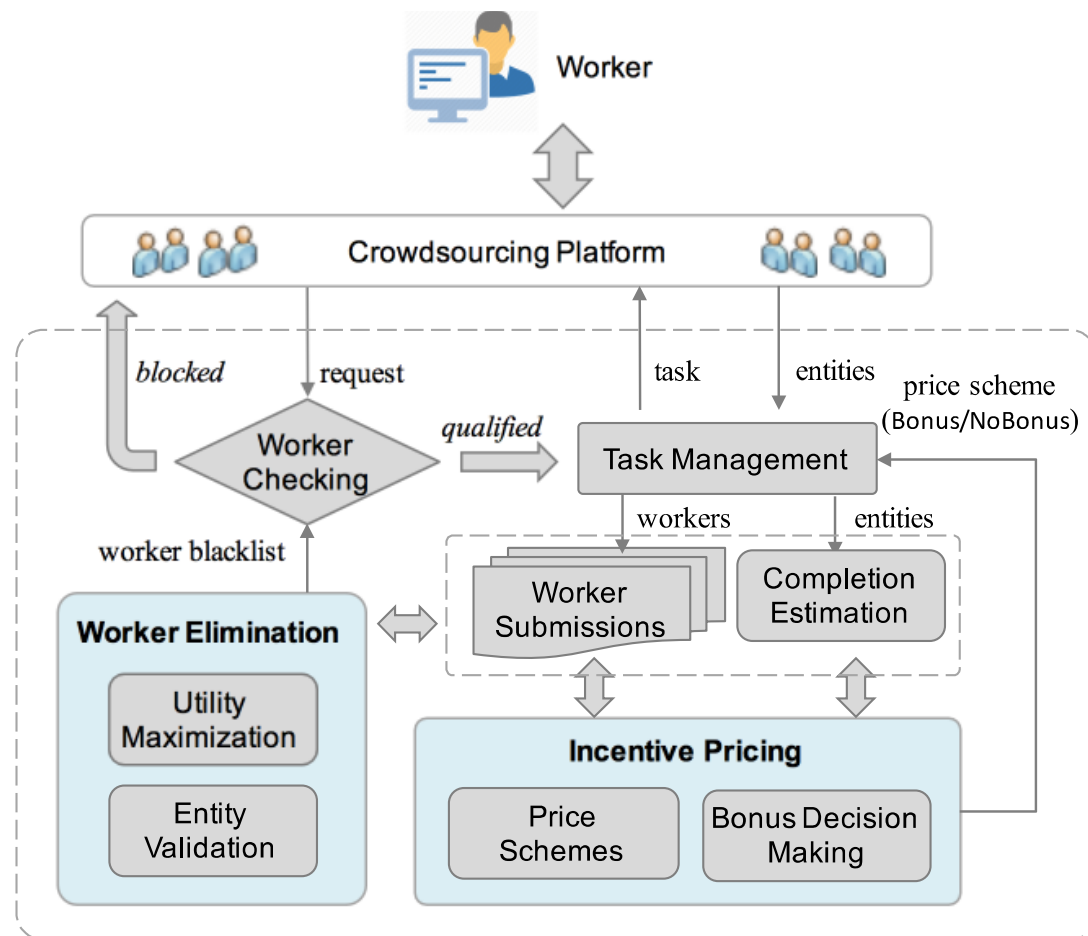 Worker
Crowdsourcing Platform
blocked
request
task
entities
price scheme
(Bonus/NoBonus)
Worker
Checking
qualified
Task Management
worker blacklist
workers
entities
Worker
Submissions
Completion
Estimation
Worker Elimination
Utility
Maximization
Entity
Validation
Incentive Pricing
Price
Schemes
Bonus Decision
Making